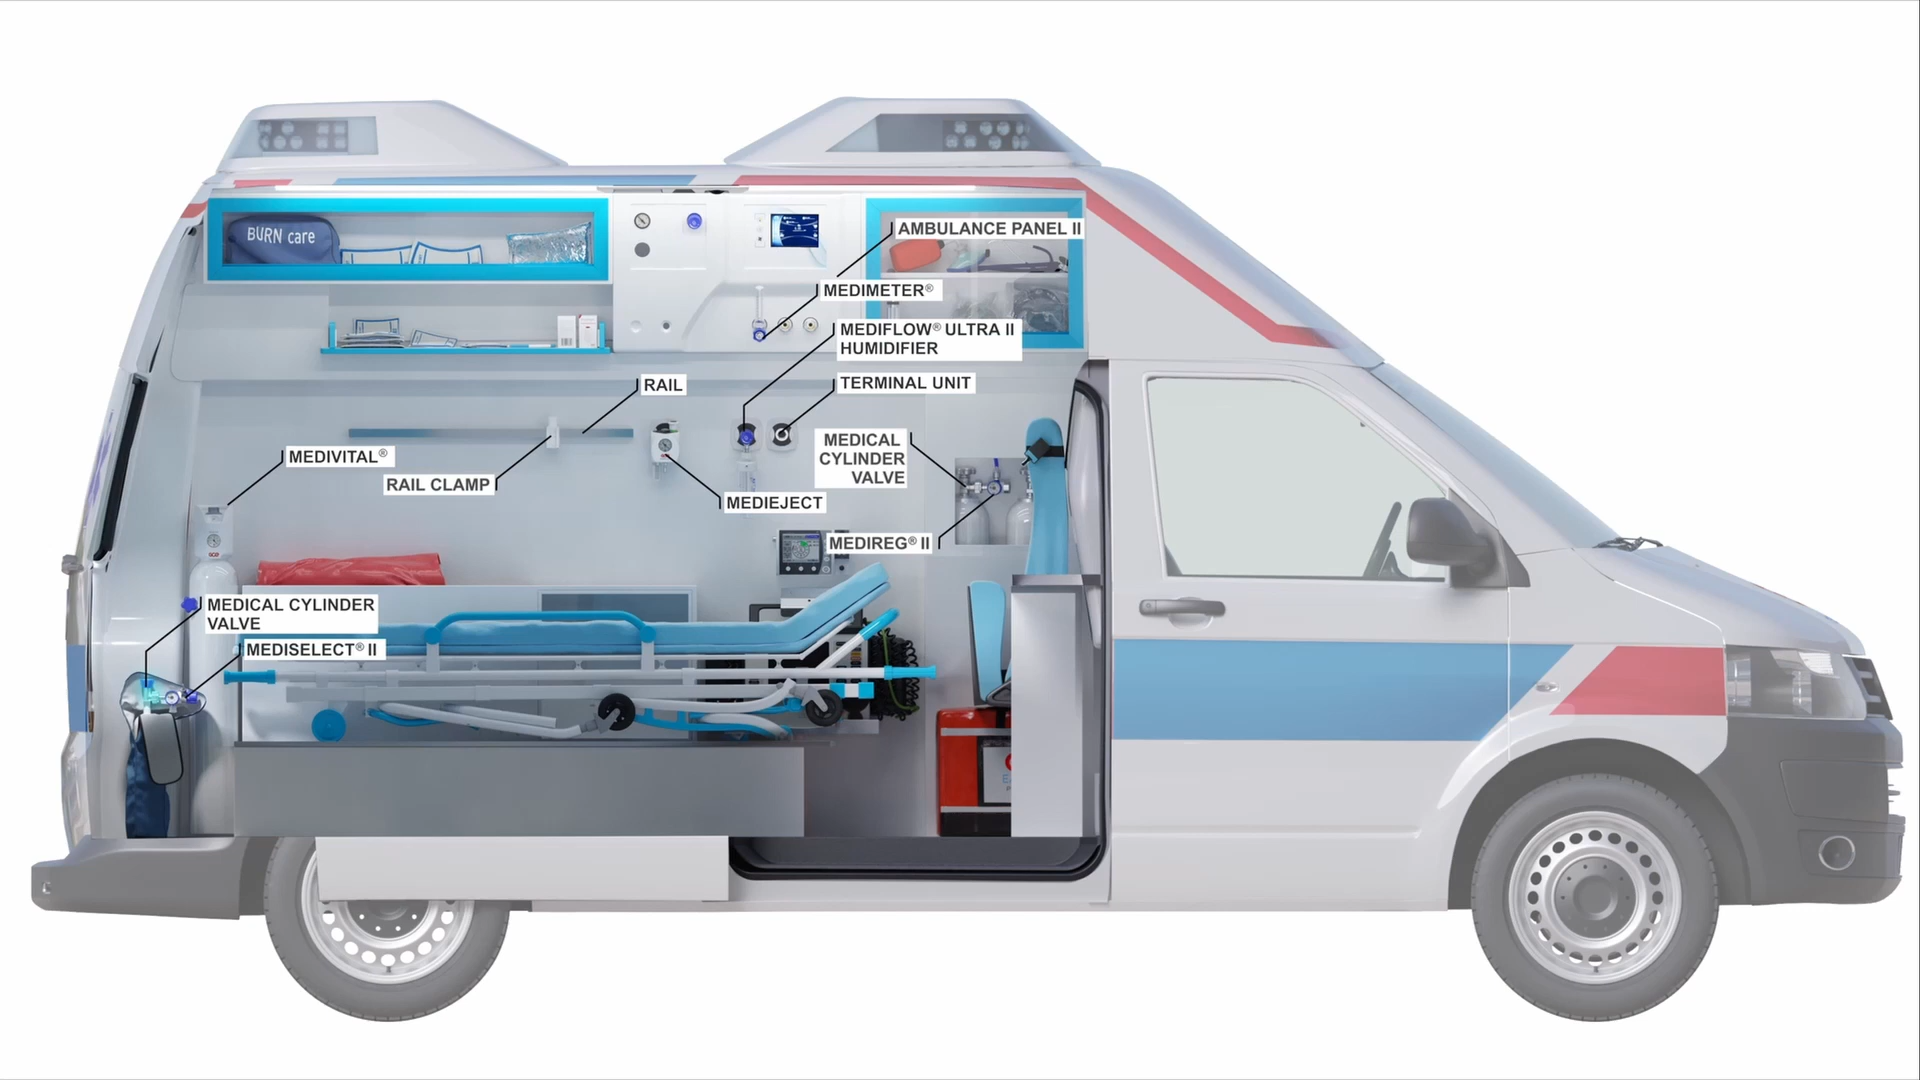 BURN care
AMBULANCE PANEL II
MEDIMETER®
MEDIFLOW® ULTRA II
HUMIDIFIER
RAIL
TERMINAL UNIT
MEDICAL
CYLINDER
VALVE
MEDIVITAL®
RAIL CLAMP
MEDIEJECT
MEDIREG® II
MEDICAL CYLINDER
VALVE
MEDISELECT® II